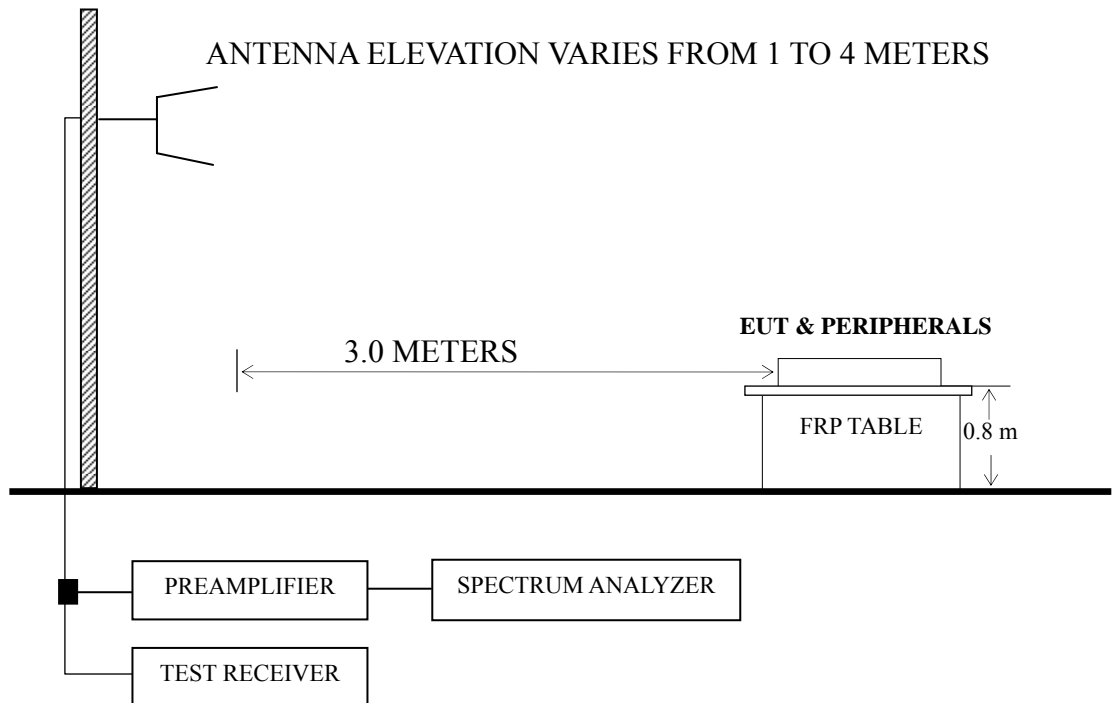 ANTENNA ELEVATION VARIES FROM 1 TO 4 METERS
EUT & PERIPHERALS
3.0 METERS
FRP TABLE
0.8 m
PREAMPLIFIER
SPECTRUM ANALYZER
TEST RECEIVER